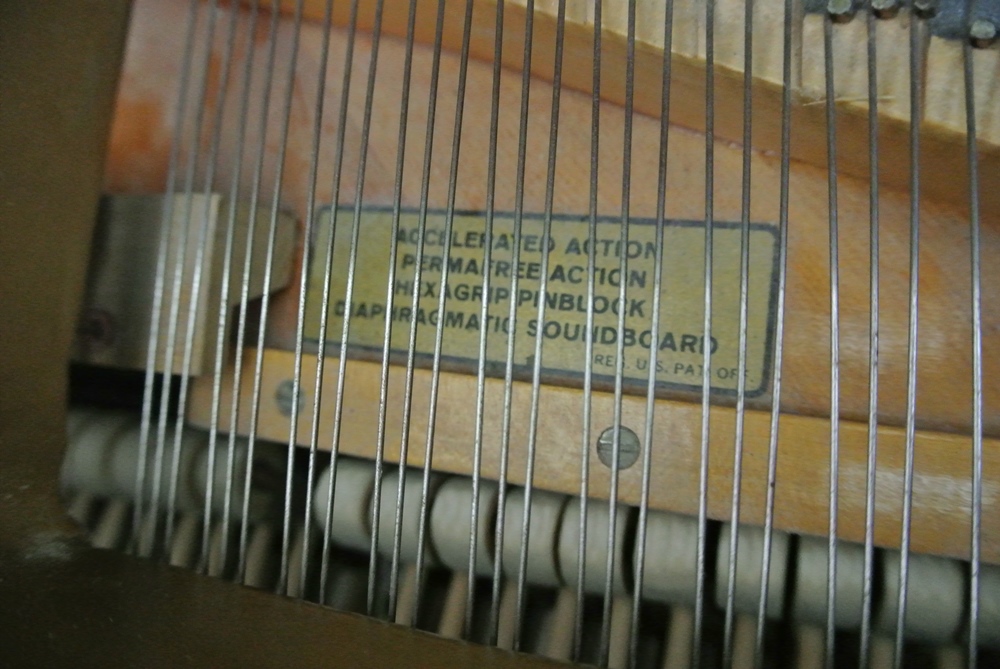 ACCELERATED ACTION
PERMAFREE ACTION
HEXAGRIP PINBLOCK
DIAPHRAGMATIC SOUNDBOARD
REG. U.S. PAT. OFF.